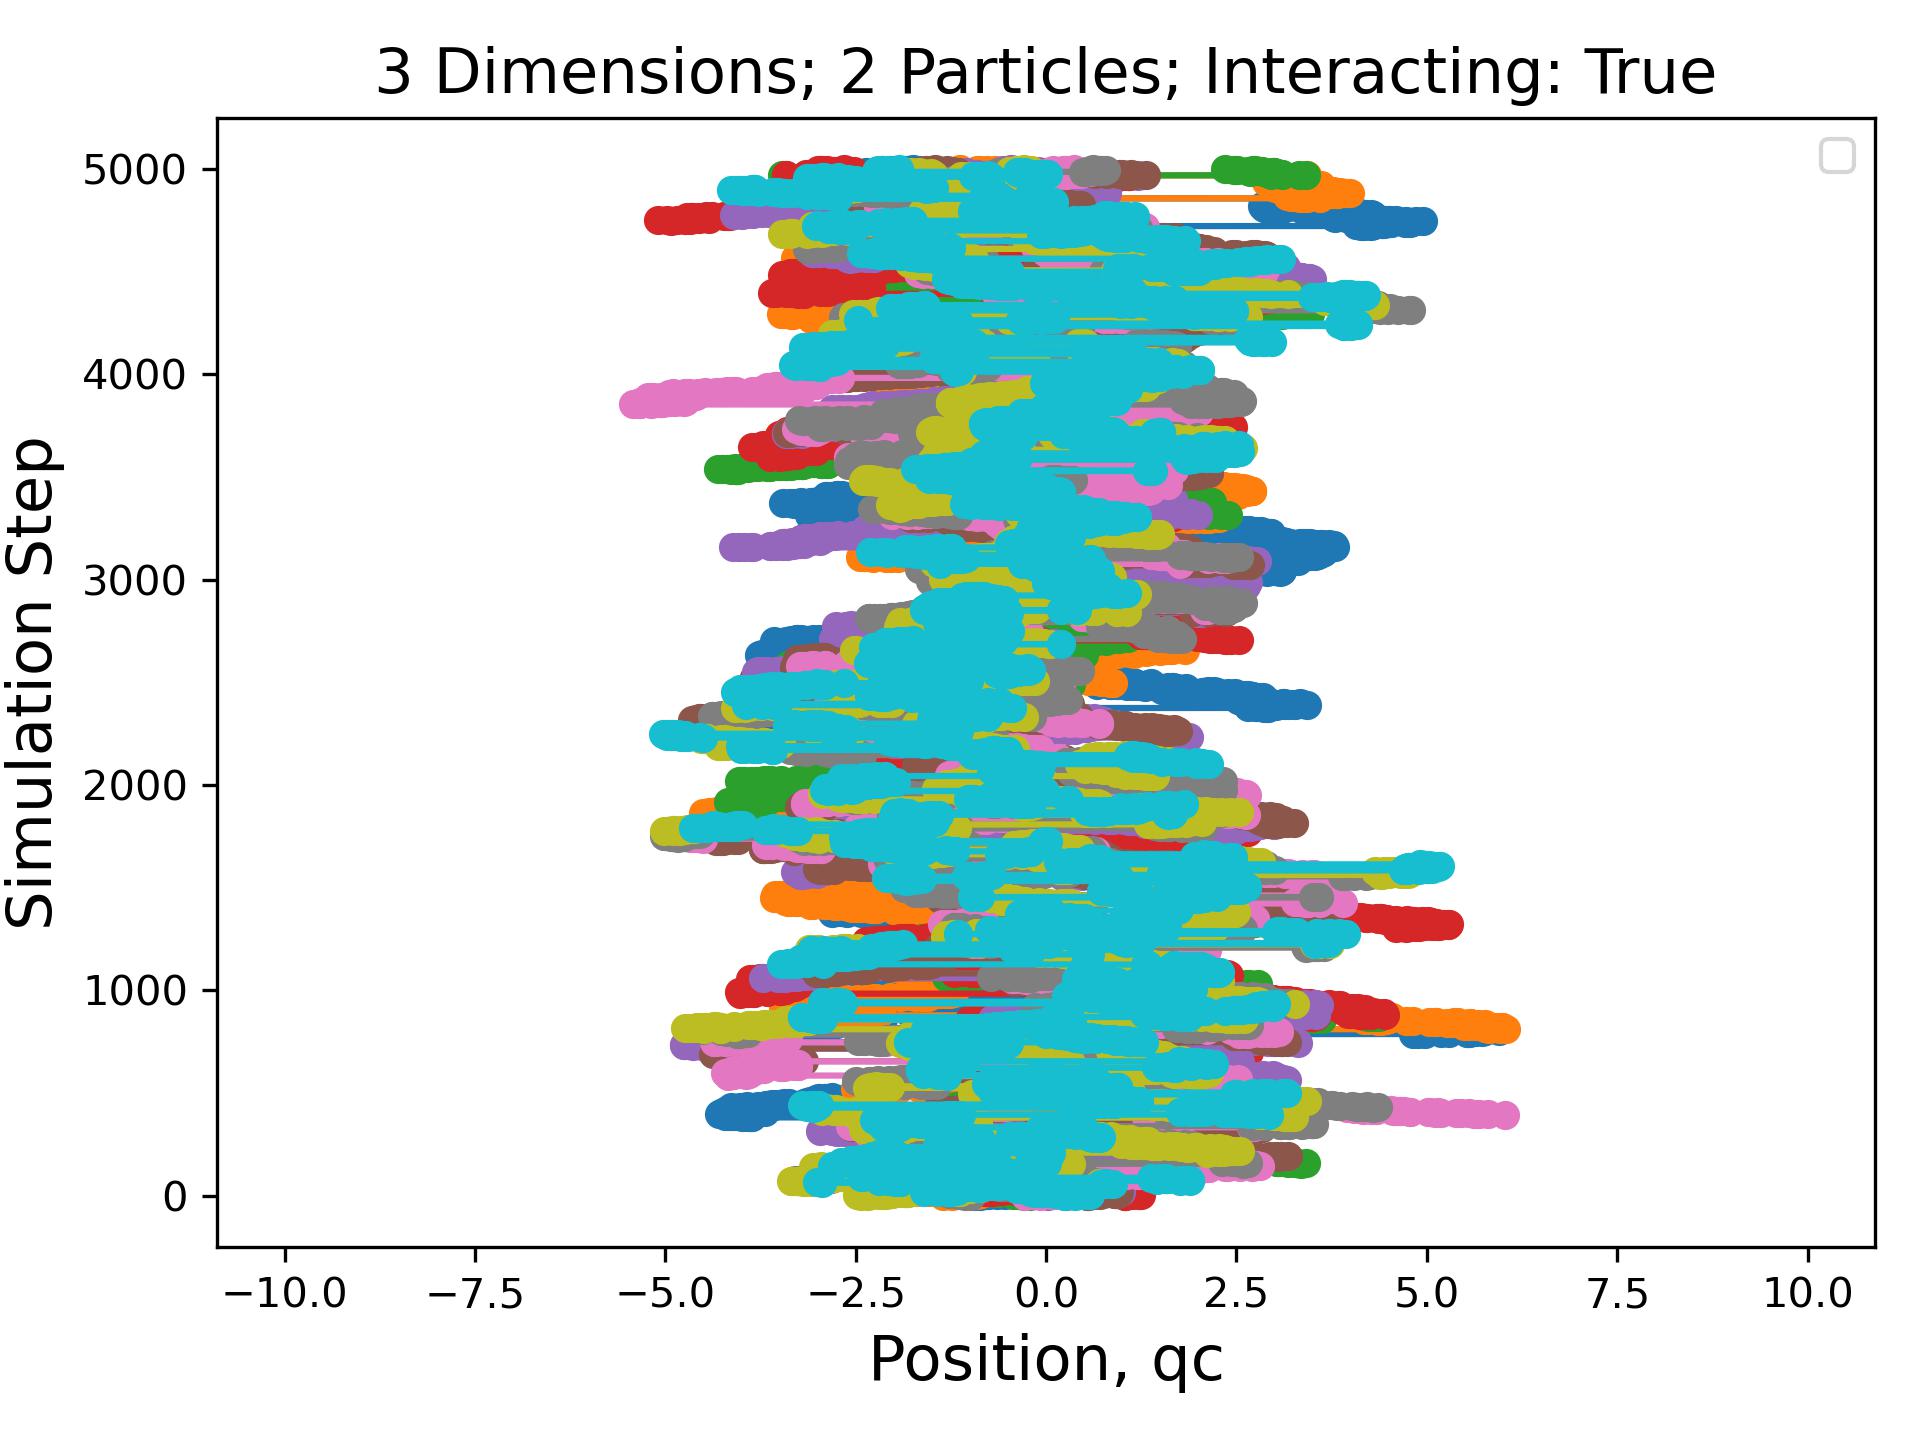 3 Dimensions; 2 Particles; Interacting: True
5000
4000
3000
2000
1000
0
Simulation Step
−10.0 −7.5 −5.0 −2.5 0.0 2.5 5.0 7.5 10.0
Position, qc